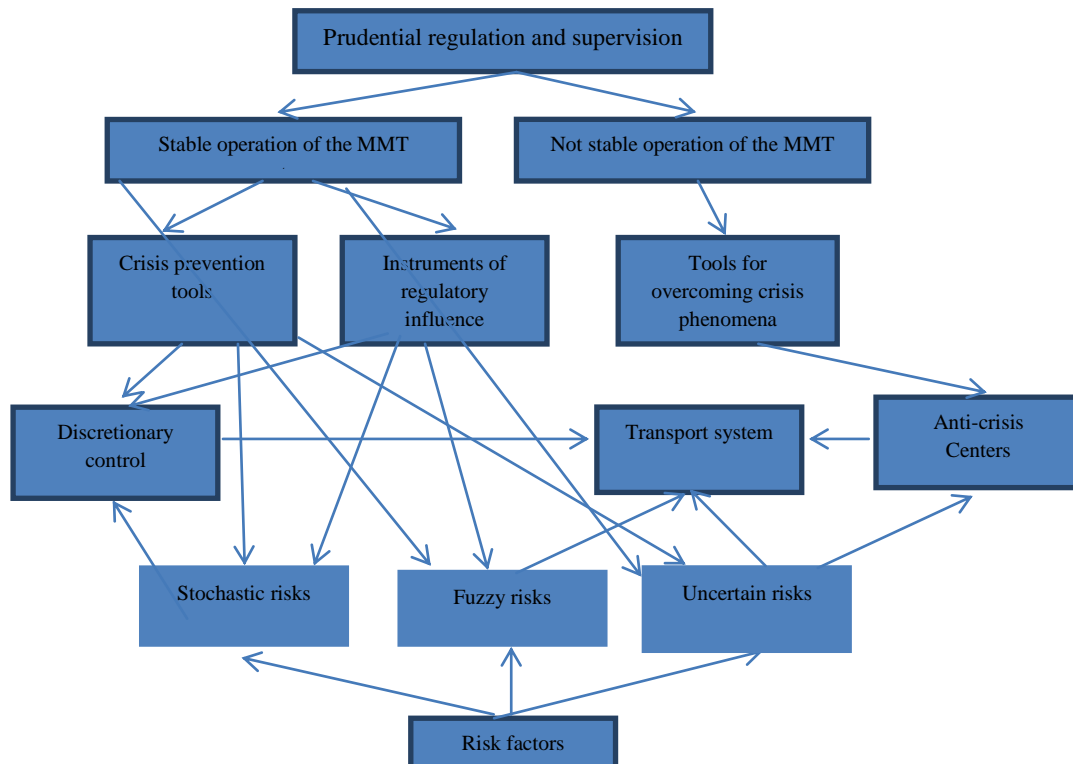 Prudential regulation and supervision
Stable operation of the MMT
.
Not stable operation of the MMT
Crisis prevention
tools
Instruments of
regulatory
influence
Tools for
overcoming crisis
phenomena
Discretionary
control
Transport system
Anti-crisis
Centers
Stochastic risks
Fuzzy risks
Uncertain risks
Risk factors